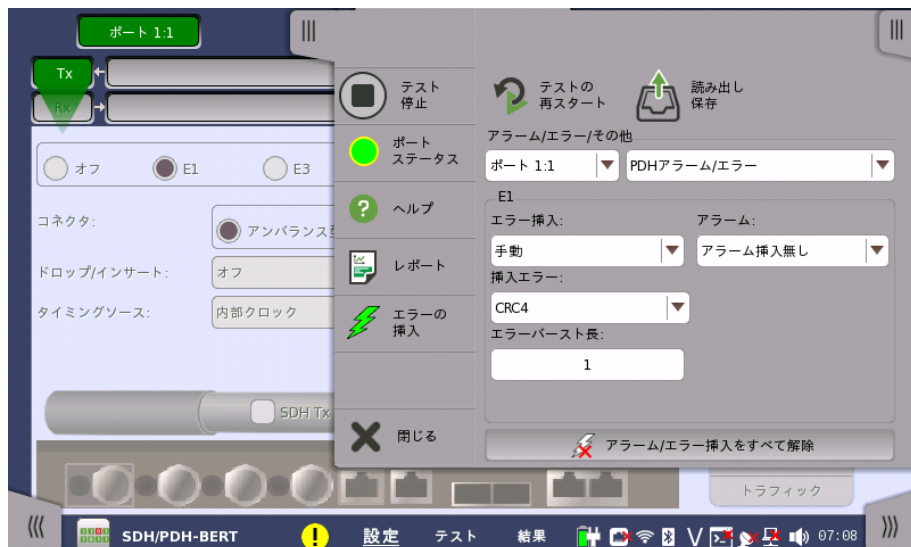 ポート 1:1
Tx
Rx
オフ
E1
E3
コネクタ:
アンバランス
ドロップ/インサート:
オフ
タイミングソース:
内部クロック
SDH Tx
テスト
停止
ポート
ステータス
ヘルプ
レポート
エラーの
挿入
閉じる
テストの
再スタート
読み出し
保存
アラーム/エラー/その他
ポート 1:1
PDHアラーム/エラー
E1
エラー挿入:
アラーム:
手動
アラーム挿入無し
挿入エラー:
CRC4
エラーバースト長:
1
アラーム/エラー挿入をすべて解除
トラフィック
SDH/PDH-BERT
設定
テスト
結果
07:08